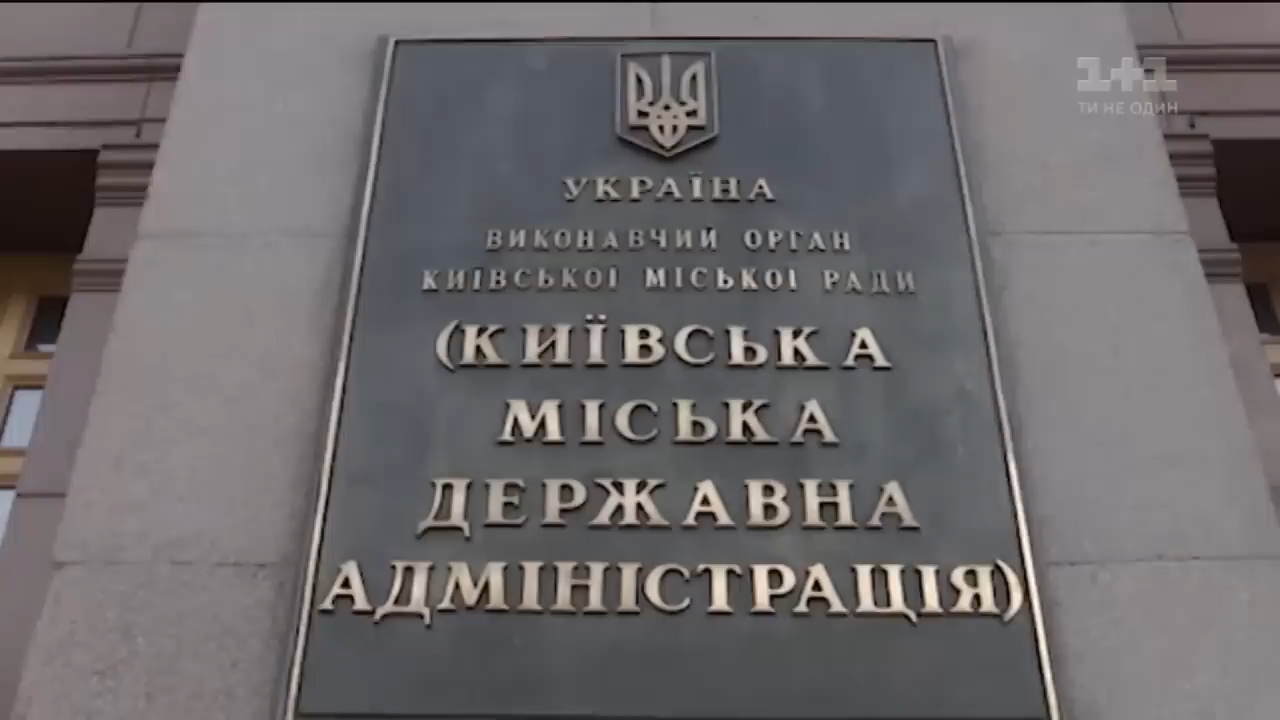 1+1
ТИ НЕ ОДИН
УКРАЇНА
ВИКОНАВЧИЙ ОРГАН
КИЇВСЬКОЇ МІСЬКОЇ РАДИ
(КИЇВСЬКА
МІСЬКА
ДЕРЖАВНА
АДМІНІСТРАЦІЯ)